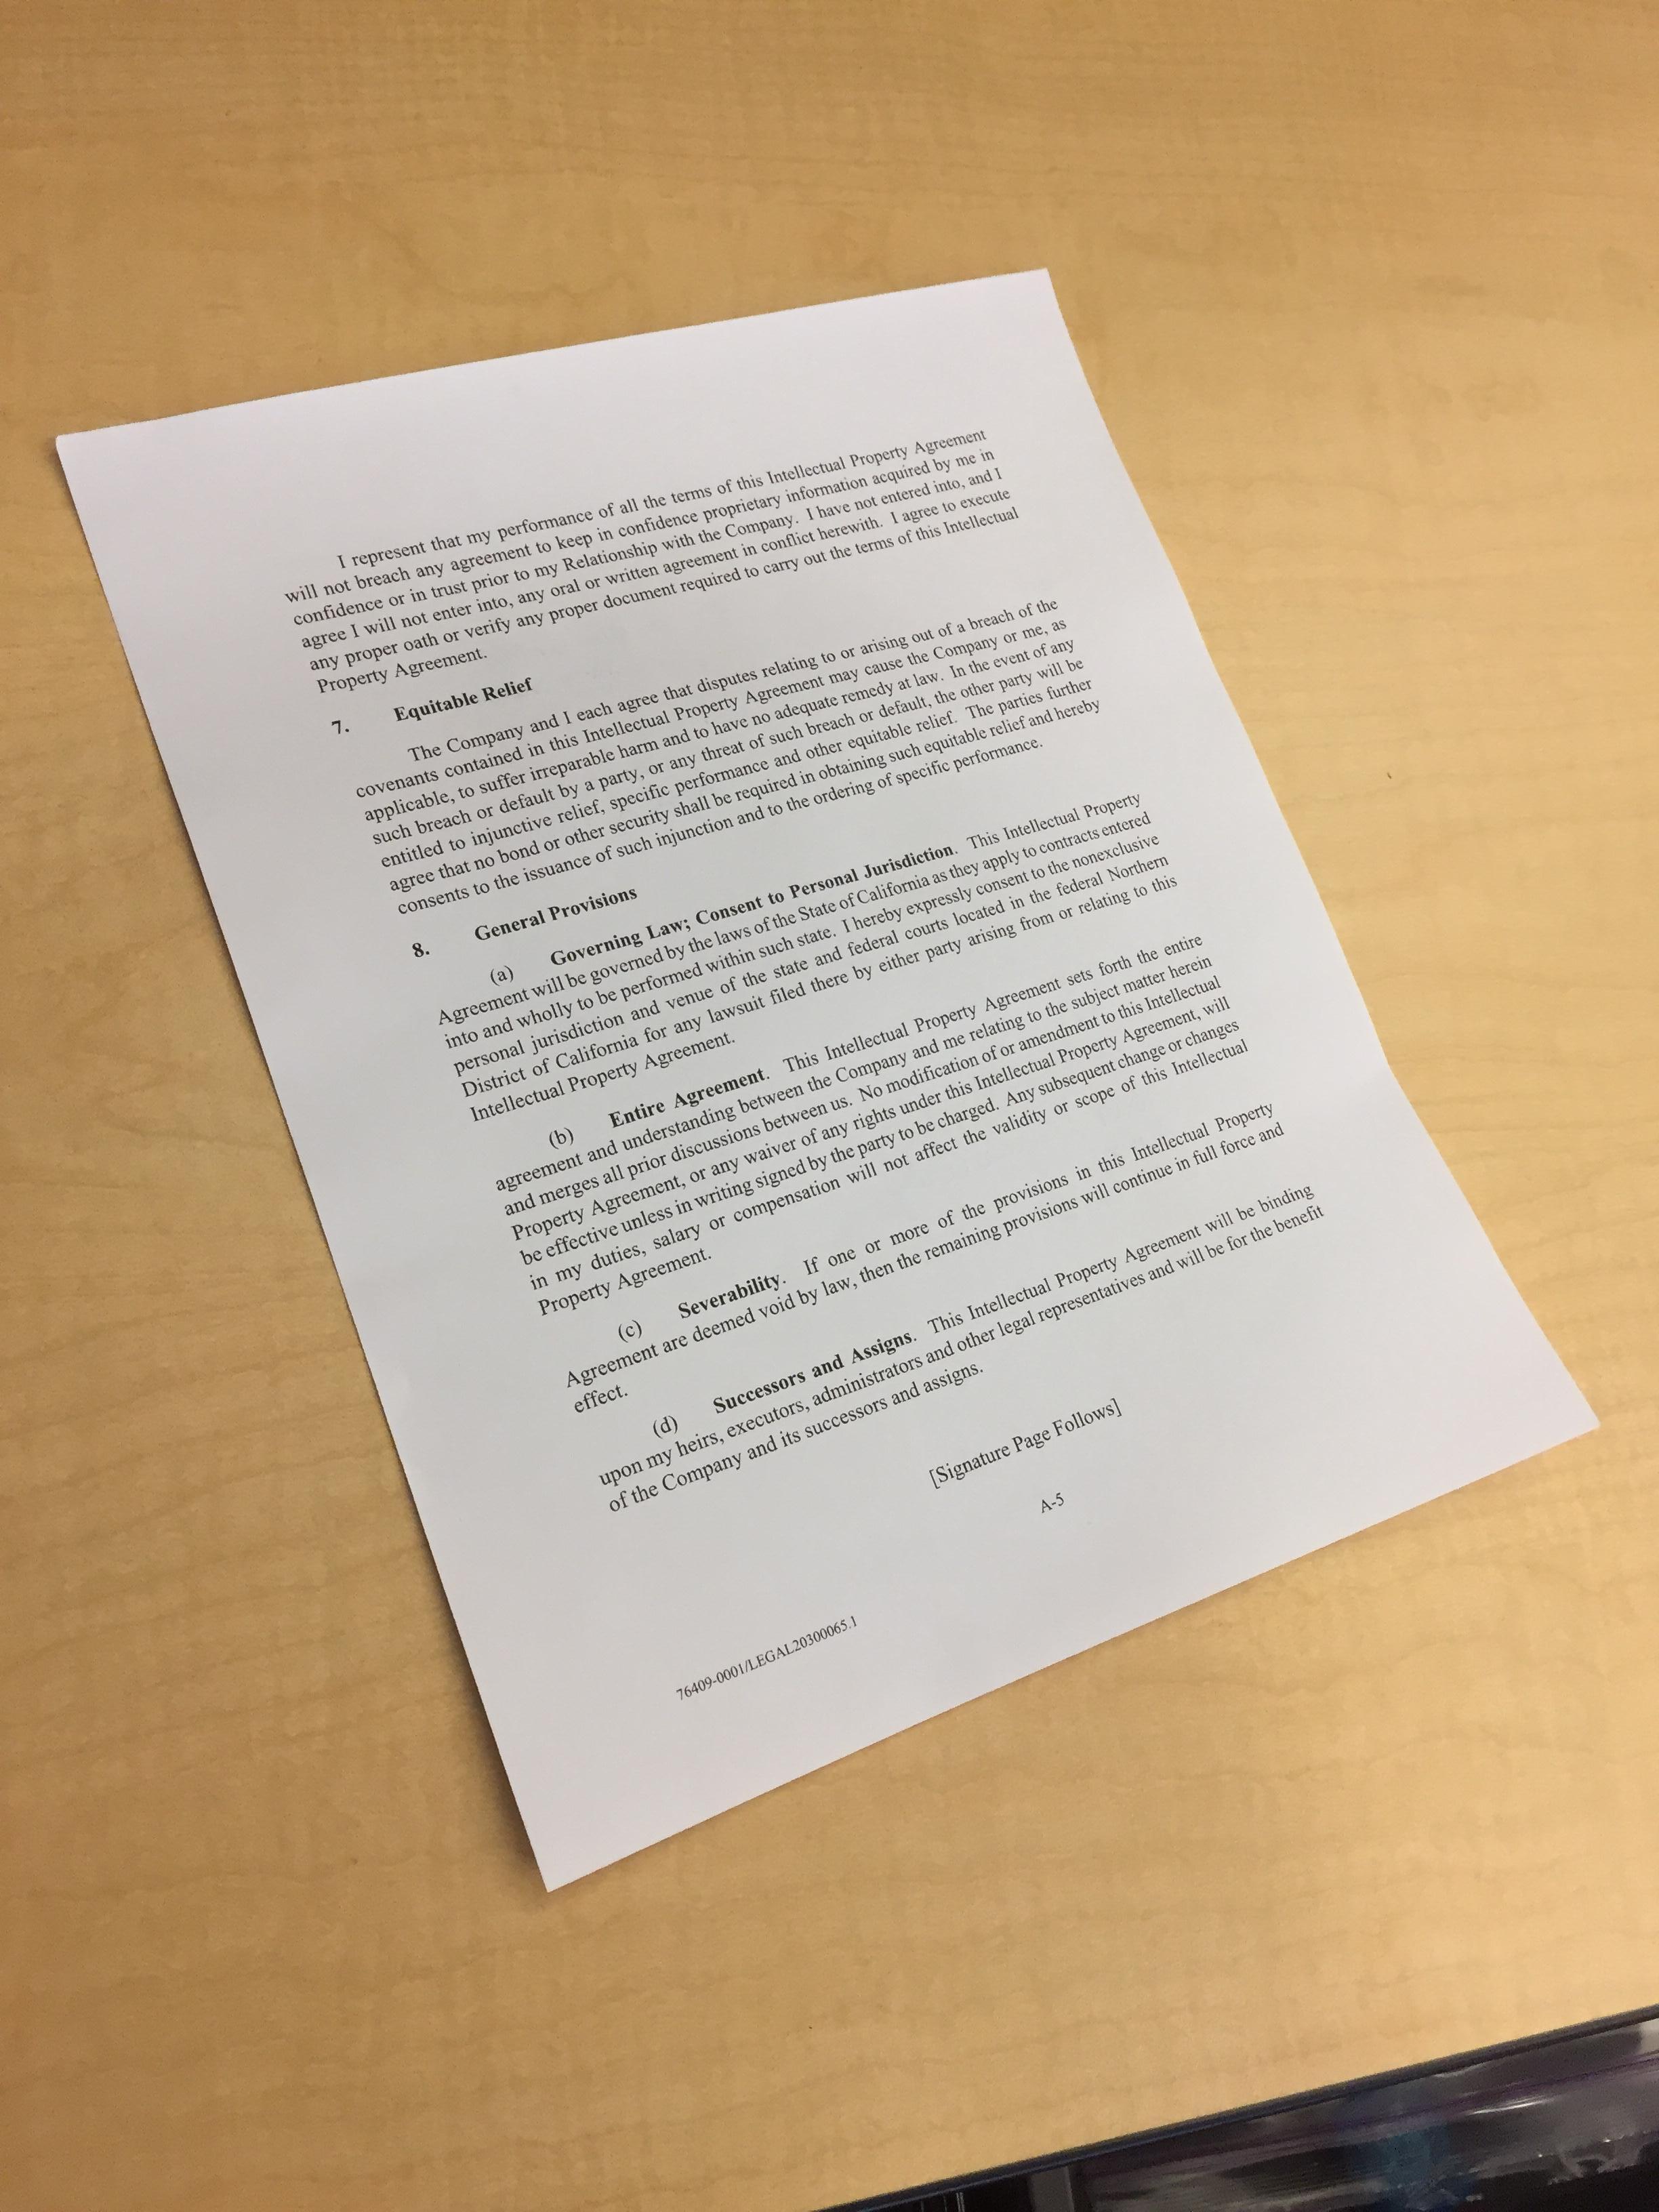 I represent that my performance of all the terms of this Intellectual Property Agreement
will not breach any agreement to keep in confidence proprietary information acquired by me in
confidence or in trust prior to my Relationship with the Company. I have not entered into, and I
agree I will not enter into, any oral or written agreement in conflict herewith. I agree to execute
any proper oath or verify any proper document required to carry out the terms of this Intellectual
Property Agreement.
7. Equitable Relief
The Company and I each agree that disputes relating to or arising out of a breach of the
covenants contained in this Intellectual Property Agreement may cause the Company or me, as
applicable, to suffer irreparable harm and to have no adequate remedy at law. In the event of any
such breach or default by a party, or any threat of such breach or default, the other party will be
entitled to injunctive relief, specific performance and other equitable relief. The parties further
agree that no bond or other security shall be required in obtaining such equitable relief and hereby
consents to the issuance of such injunction and to the ordering of specific performance.
8. General Provisions
(a) Governing Law; Consent to Personal Jurisdiction. This Intellectual Property
Agreement will be governed by the laws of the State of California as they apply to contracts entered
into and wholly to be performed within such state. I hereby expressly consent to the nonexclusive
personal jurisdiction and venue of the state and federal courts located in the federal Northern
District of California for any lawsuit filed there by either party arising from or relating to this
Intellectual Property Agreement.
(b) Entire Agreement. This Intellectual Property Agreement sets forth the entire
agreement and understanding between the Company and me relating to the subject matter herein
and merges all prior discussions between us. No modification of or amendment to this Intellectual
Property Agreement, or any waiver of any rights under this Intellectual Property Agreement, will
be effective unless in writing signed by the party to be charged. Any subsequent change or changes
in my duties, salary or compensation will not affect the validity or scope of this Intellectual
Property Agreement.
(c) Severability. If one or more of the provisions in this Intellectual Property
Agreement are deemed void by law, then the remaining provisions will continue in full force and
effect.
(d) Successors and Assigns. This Intellectual Property Agreement will be binding
upon my heirs, executors, administrators and other legal representatives and will be for the benefit
of the Company and its successors and assigns.
[Signature Page Follows]
A-5
76409-0001/LEGAL20300065.1